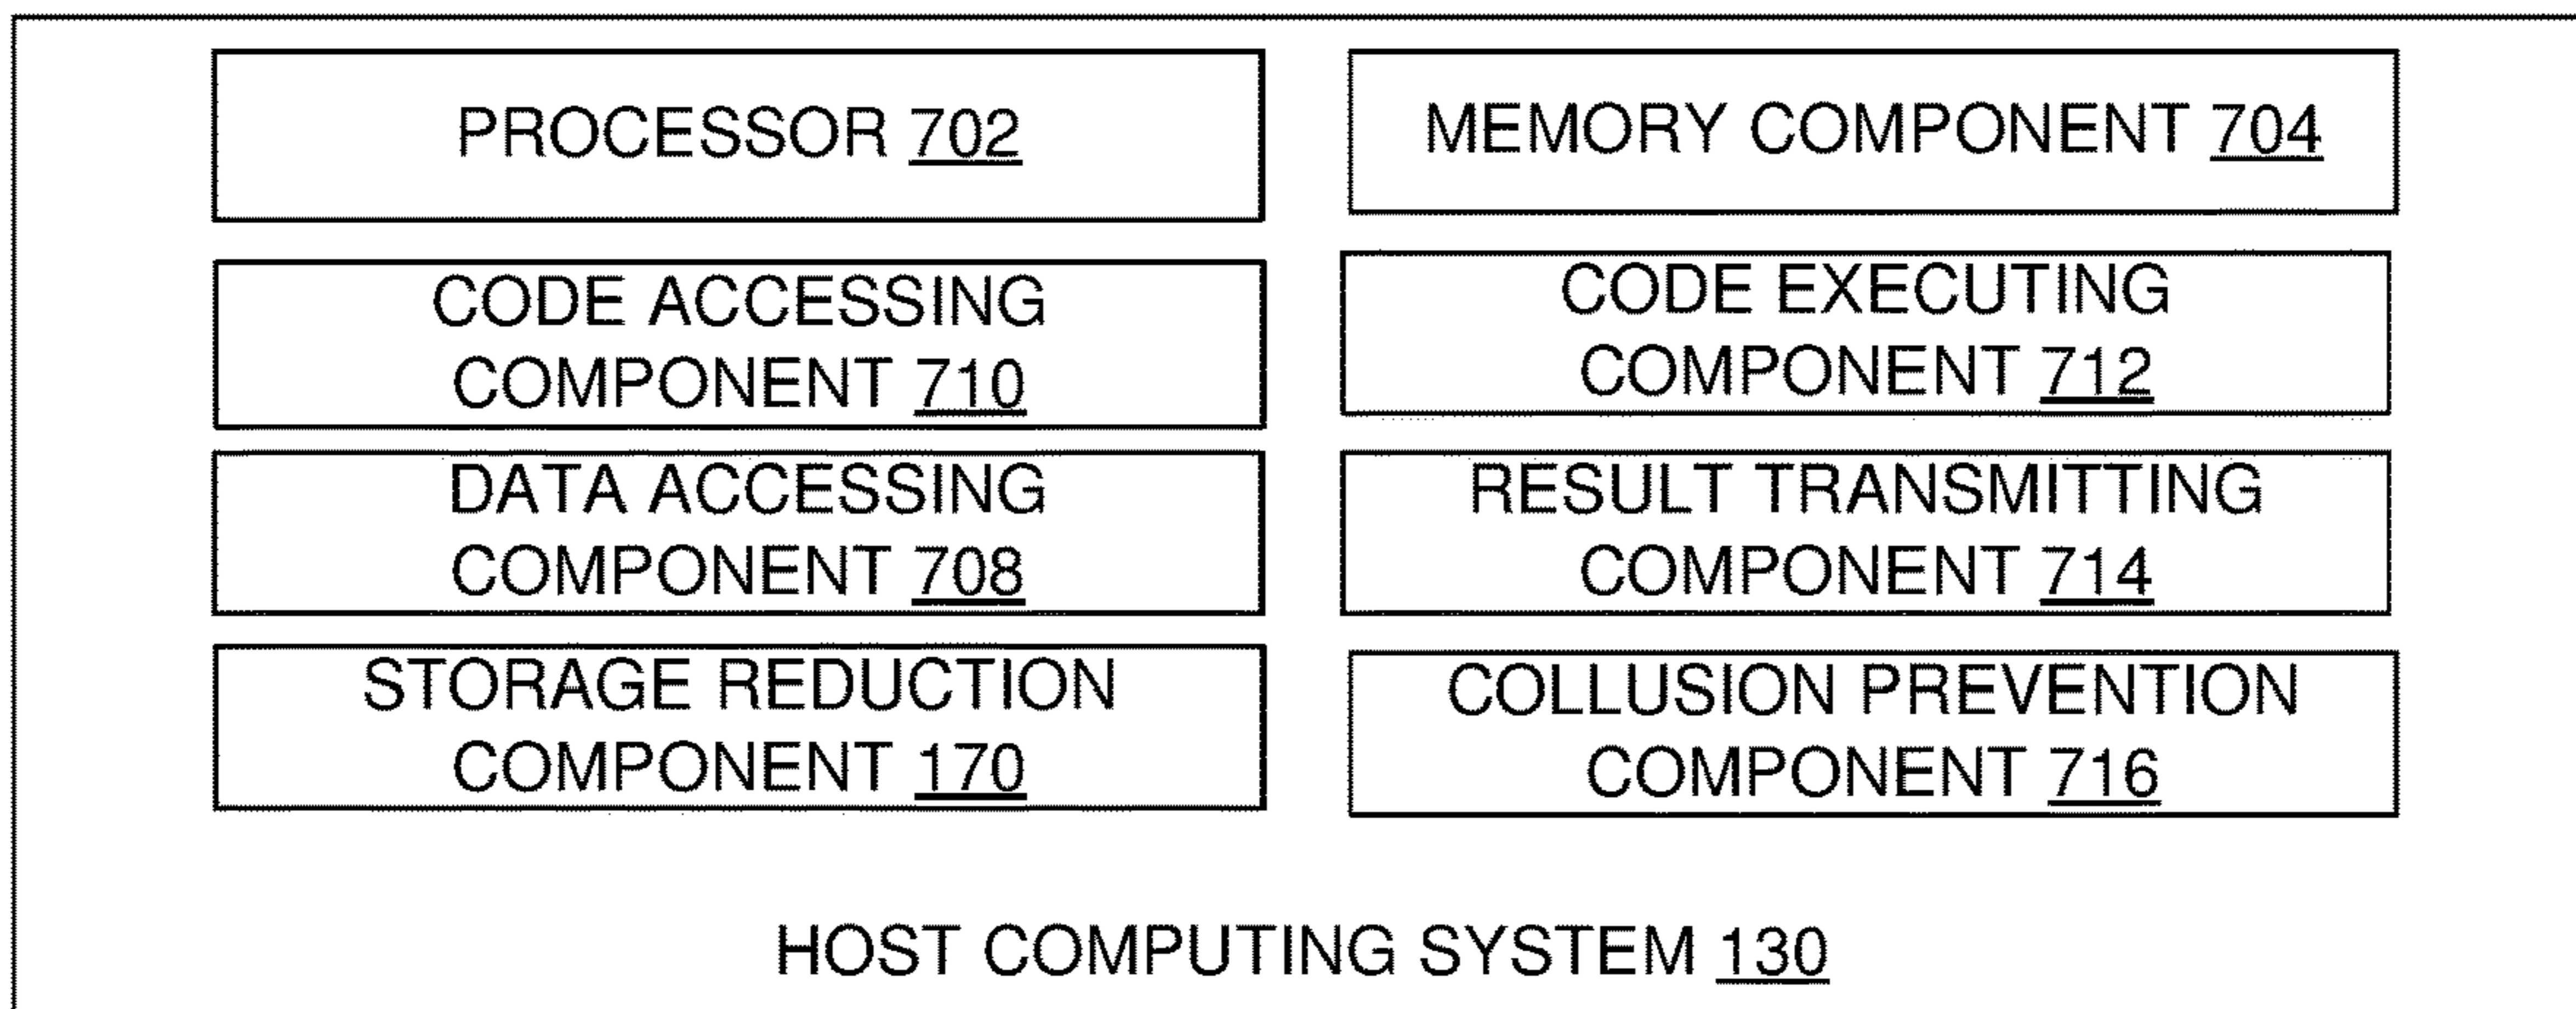 PROCESSOR 702
MEMORY COMPONENT 704
CODE ACCESSING
COMPONENT 710
CODE EXECUTING
COMPONENT 712
DATA ACCESSING
COMPONENT 708
RESULT TRANSMITTING
COMPONENT 714
STORAGE REDUCTION
COMPONENT 170
COLLUSION PREVENTION
COMPONENT 716
HOST COMPUTING SYSTEM 130